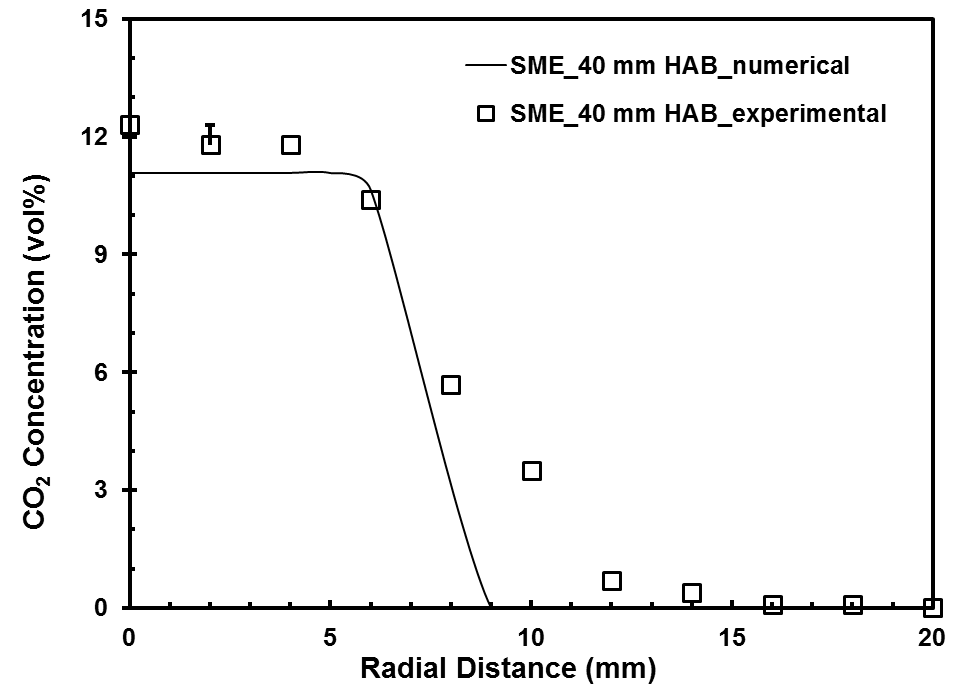 15
SME_40 mm HAB_numerical
SME_40 mm HAB_experimental
12
9
6
3
0
CO₂ Concentration (vol%)
0 5 10 15 20
Radial Distance (mm)